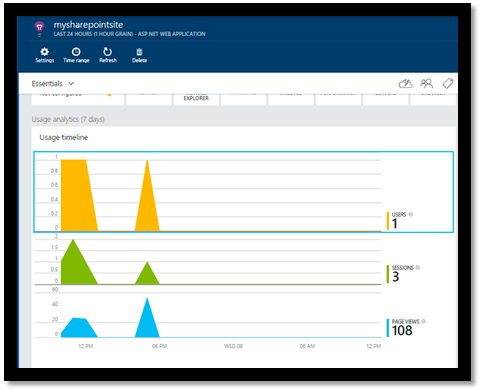 mysharepointsite
LAST 24 HOURS (1 HOUR GRAIN) - ASP.NET WEB APPLICATION
Settings Time range Refresh Delete
Essentials
EXPLORER
Usage analytics (7 days)
Usage timeline
1
0.8
0.6
0.4
0.2
0
USERS
1
2
1.5
1
0.5
0
SESSIONS
3
60
40
20
0
PAGE VIEWS
108
12 PM 06 PM WED 08 06 AM 12 PM